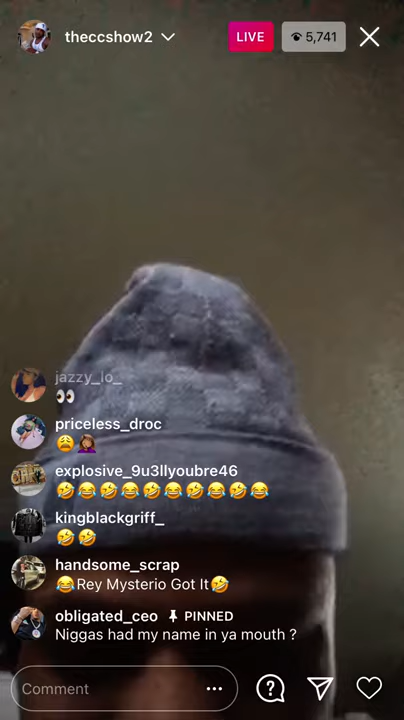 theccshow2
LIVE
5,741
jazzy_lo_
👀
priceless_droc
😩🤦🏾‍♀️
explosive_9u3llyoubre46
🤣😂🤣😂🤣😂🤣😂🤣😂
kingblackgriff_
🤣🤣
handsome_scrap
😂Rey Mysterio Got It🤣
obligated_ceo PINNED
Niggas had my name in ya mouth ?
Comment